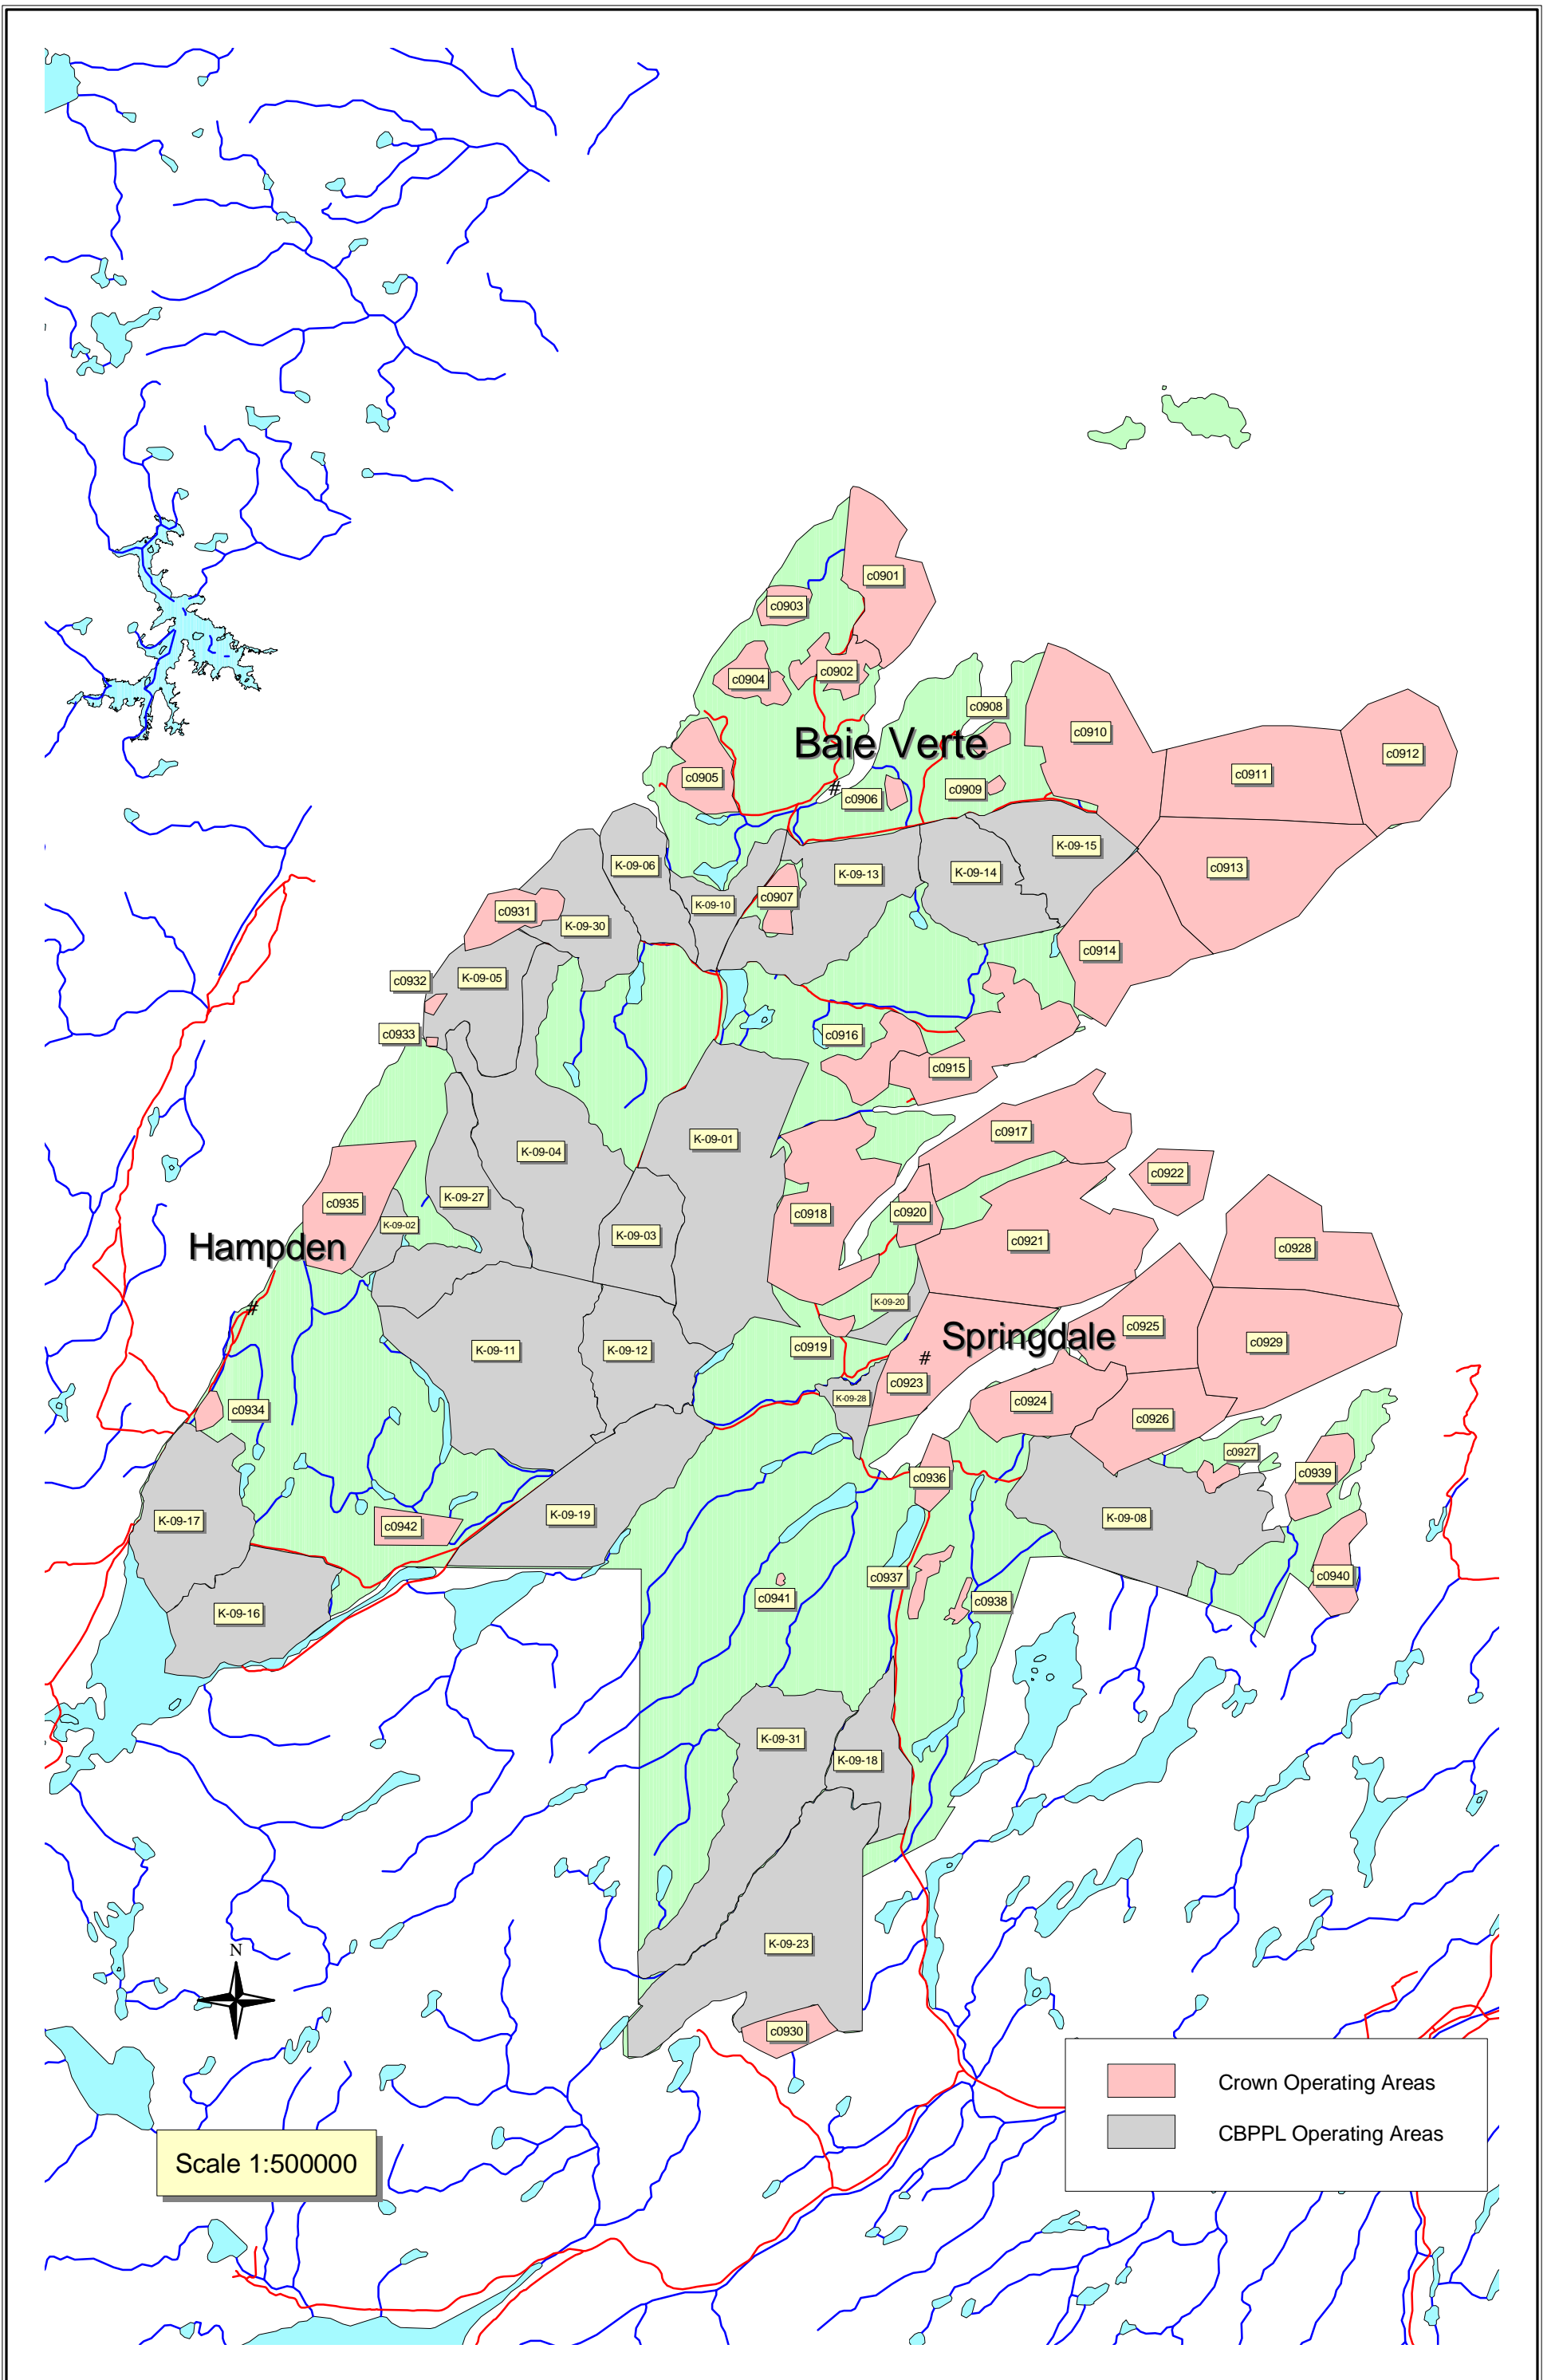 c0901
c0903
c0902
c0904
c0908
c0910
Baie Verte
#
c0905
c0911
c0912
c0906
c0909
K-09-06
K-09-13
K-09-14
K-09-15
c0913
c0907
K-09-10
c0931
K-09-30
c0914
c0932
K-09-05
c0933
c0916
c0915
K-09-01
c0917
K-09-04
c0922
c0935
K-09-27
K-09-02
c0918
c0920
K-09-03
c0921
Hampden
#
c0928
K-09-20
Springdale
#
c0925
c0929
K-09-11
K-09-12
c0919
c0923
K-09-28
c0934
c0924
c0926
c0927
c0936
c0939
K-09-17
c0942
K-09-19
K-09-08
c0937
c0940
c0941
c0938
K-09-16
K-09-31
K-09-18
K-09-23
N
c0930
Crown Operating Areas
CBPPL Operating Areas
Scale 1:500000